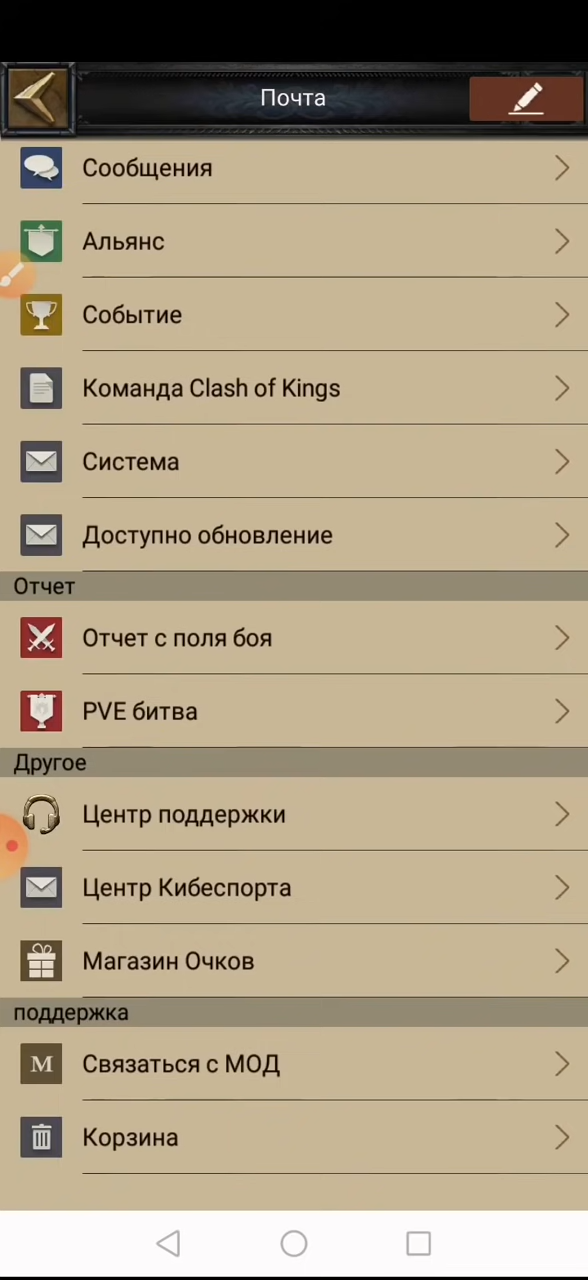 Почта
Сообщения
Альянс
Событие
Команда Clash of Kings
Система
Доступно обновление
Отчет
Отчет с поля боя
PVE битва
Другое
Центр поддержки
Центр Кибеспорта
Магазин Очков
поддержка
M
Связаться с МОД
Корзина